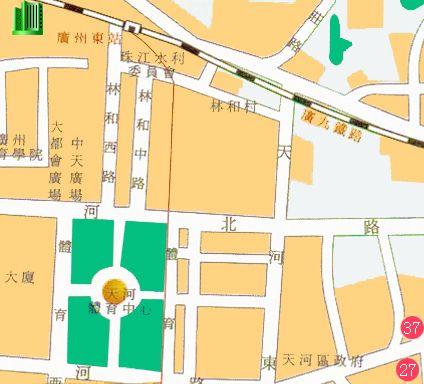 廣州東站
珠江水利
委員會
林和村
廣九鐵路
林和西路
林和中路
大都會廣場
中天廣場
廣州
育學院
天河北路
天河東
體育西
體育
路
大廈
天河
體育中心
天河區政府
37
27